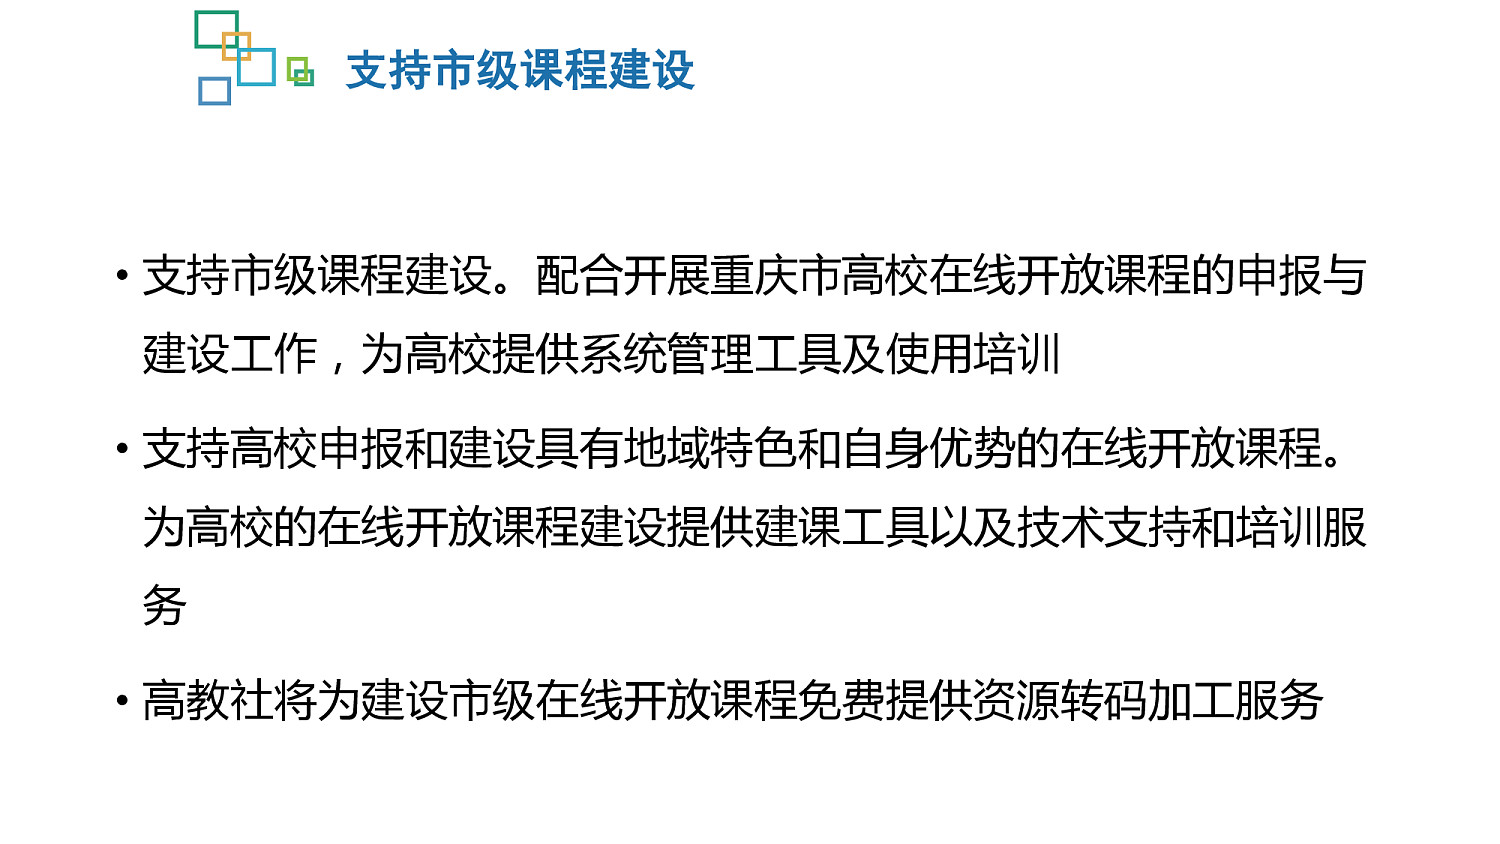 支持市级课程建设
• 支持市级课程建设。配合开展重庆市高校在线开放课程的申报与
建设工作，为高校提供系统管理工具及使用培训
• 支持高校申报和建设具有地域特色和自身优势的在线开放课程。
为高校的在线开放课程建设提供建课工具以及技术支持和培训服
务
• 高教社将为建设市级在线开放课程免费提供资源转码加工服务